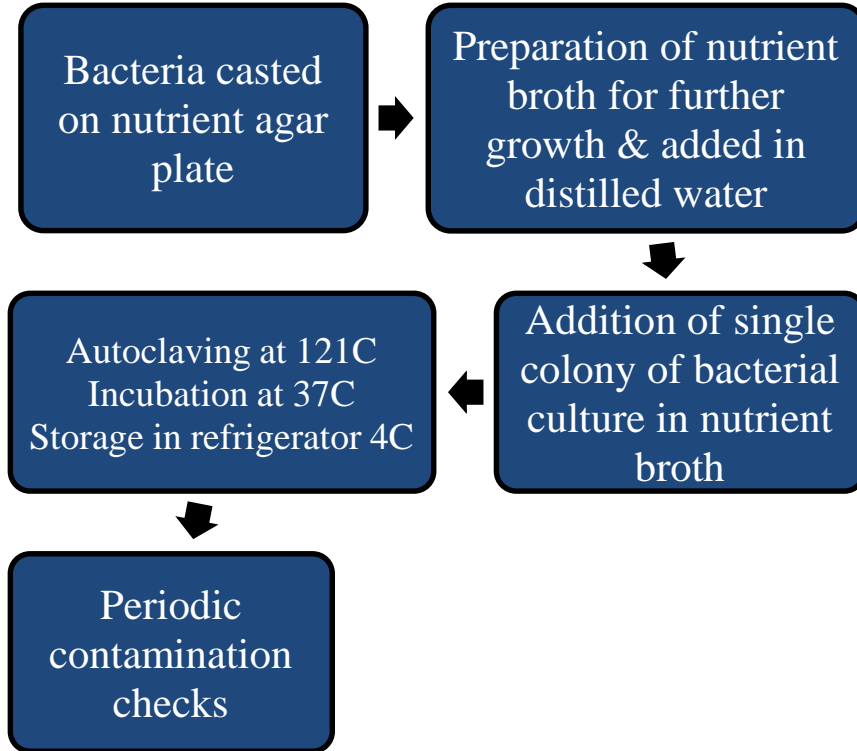 Bacteria casted
on nutrient agar
plate
Preparation of nutrient
broth for further
growth & added in
distilled water
Addition of single
colony of bacterial
culture in nutrient
broth
Autoclaving at 121C
Incubation at 37C
Storage in refrigerator 4C
Periodic
contamination
checks